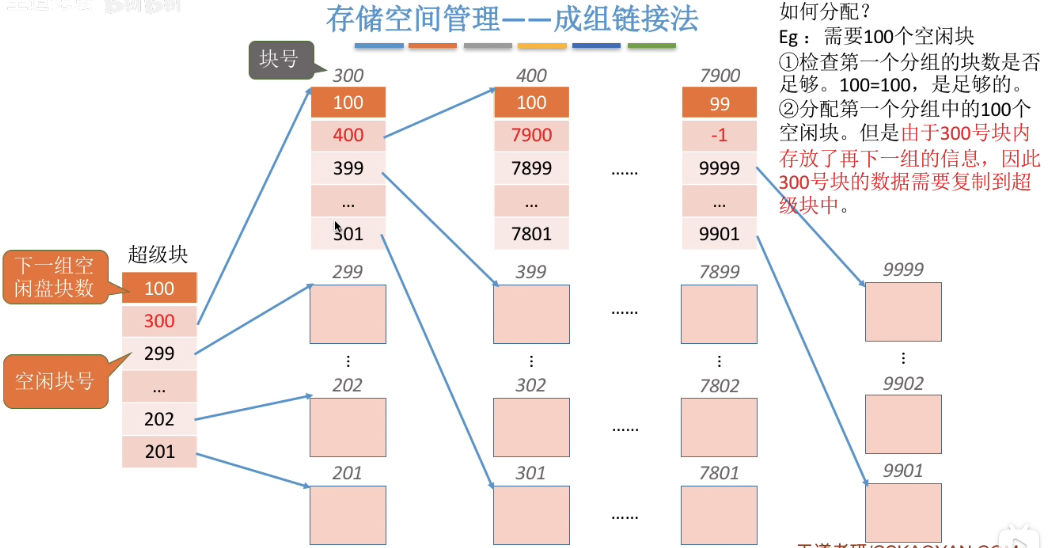 存储空间管理——成组链接法
如何分配？
Eg：需要100个空闲块
①检查第一个分组的块数是否
足够。100=100，是足够的。
②分配第一个分组中的100个
空闲块。但是由于300号块内
存放了再下一组的信息，因此
300号块的数据需要复制到超
级块中。
块号
300
100
400
399
...
301
400
100
7900
7899
...
7801
......
7900
99
-1
9999
...
9901
超级块
下一组空
闲盘块数
空闲块号
100
300
299
...
202
201
299
399
......
7899
9999
...
...
...
...
202
302
......
7802
9902
201
301
......
7801
9901